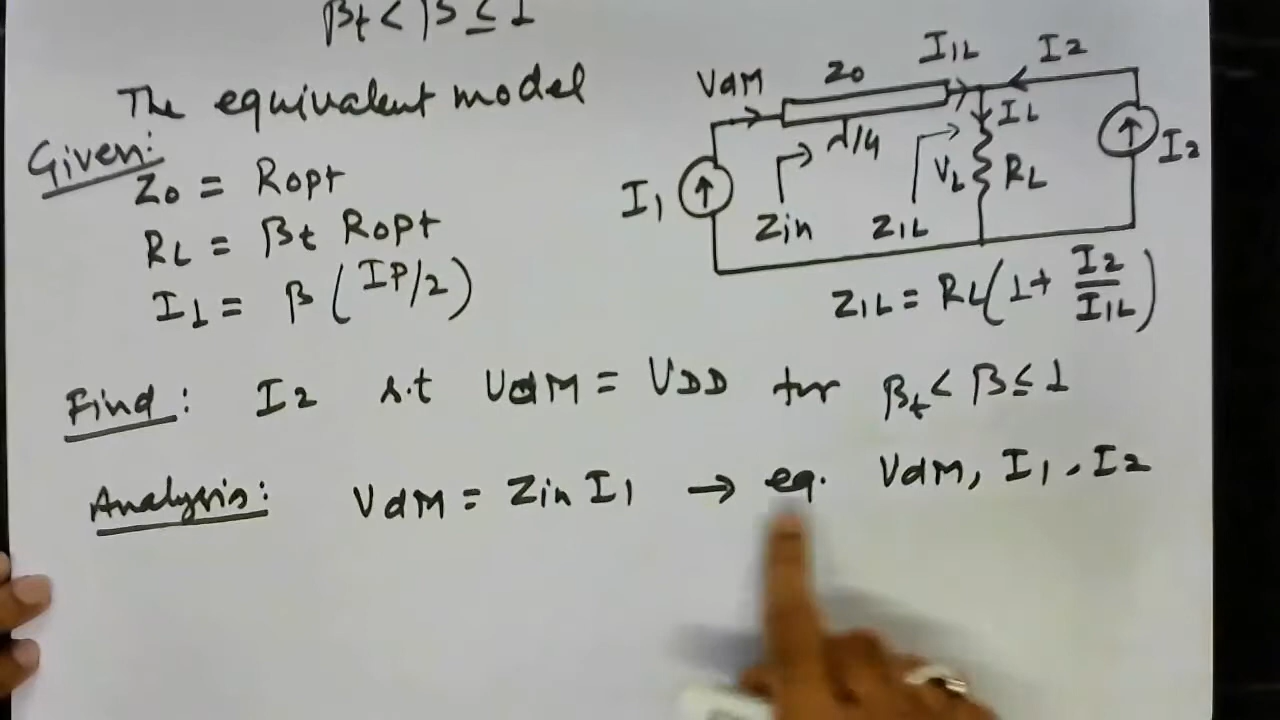 βt < β ≤ 1
The equivalent model
Given:
Z0 = Ropt
RL = βt Ropt
I1 = β (IP/2)
VdM
Z0
I1L
I2
λ/4
IL
I1
Zin
Z1L
VL
RL
I2
Z1L = RL(1+ I2/I1L)
Find: I2 s.t VdM = VDD for βt < β ≤ 1
Analysis: VdM = Zin I1 → eq. VdM, I1, I2